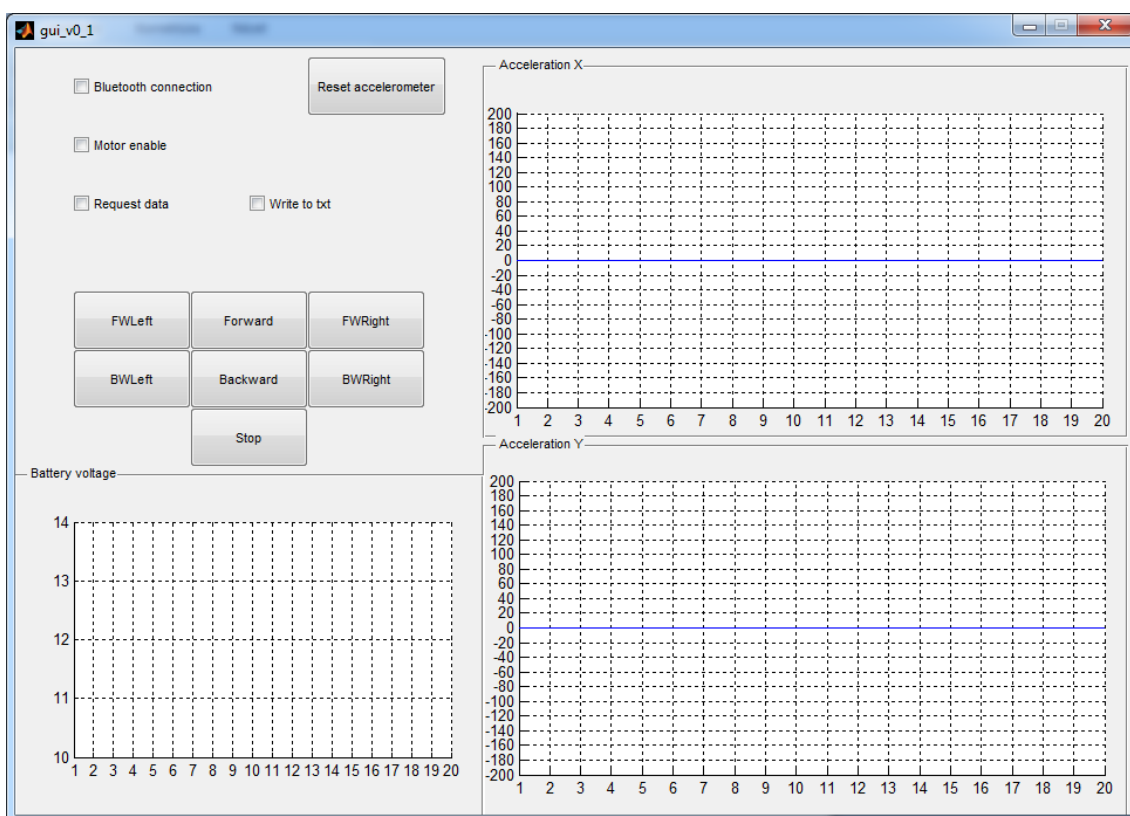 gui_v0_1
Bluetooth connection
Reset accelerometer
Motor enable
Request data
Write to txt
FWLeft
Forward
FWRight
BWLeft
Backward
BWRight
Stop
Battery voltage
14
13
12
11
10
1 2 3 4 5 6 7 8 9 10 11 12 13 14 15 16 17 18 19 20
Acceleration X
200
180
160
140
120
100
80
60
40
20
0
-20
-40
-60
-80
-100
-120
-140
-160
-180
-200
1 2 3 4 5 6 7 8 9 10 11 12 13 14 15 16 17 18 19 20
Acceleration Y
200
180
160
140
120
100
80
60
40
20
0
-20
-40
-60
-80
-100
-120
-140
-160
-180
-200
1 2 3 4 5 6 7 8 9 10 11 12 13 14 15 16 17 18 19 20